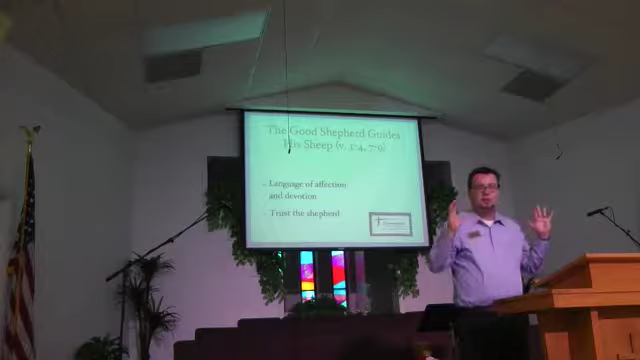 The Good Shepherd Guides
His Sheep (v. 1-4, 7-9)
- Language of affection
and devotion
- Trust the shepherd